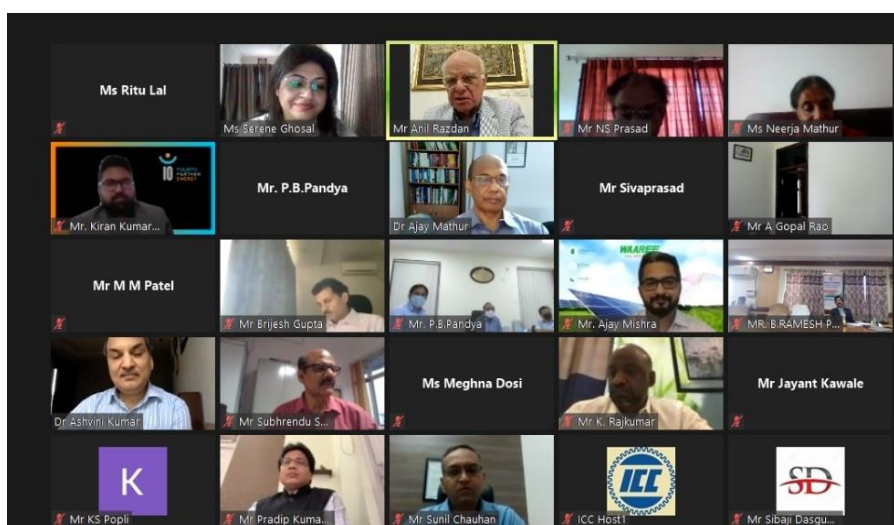 Ms Ritu Lal
Ms Serene Ghosal
Mr Anil Razdan
Mr NS Prasad
Ms Neerja Mathur
Mr. Kiran Kumar...
10
PARTNER
ENERGY
Mr. P.B.Pandya
Dr Ajay Mathur
Mr Sivaprasad
Mr A Gopal Rao
Mr M M Patel
Mr Brijesh Gupta
Mr. P.B.Pandya
WAAREE
Mr. Ajay Mishra
MR. B.RAMESH P...
Dr Ashvini Kumar
Mr Subhrendu S...
Ms Meghna Dosi
Mr K. Rajkumar
Mr Jayant Kawale
K
Mr KS Popli
Mr Pradip Kuma...
Mr Sunil Chauhan
ICC
ICC Host1
SD
Mr Sibaji Dasgu...